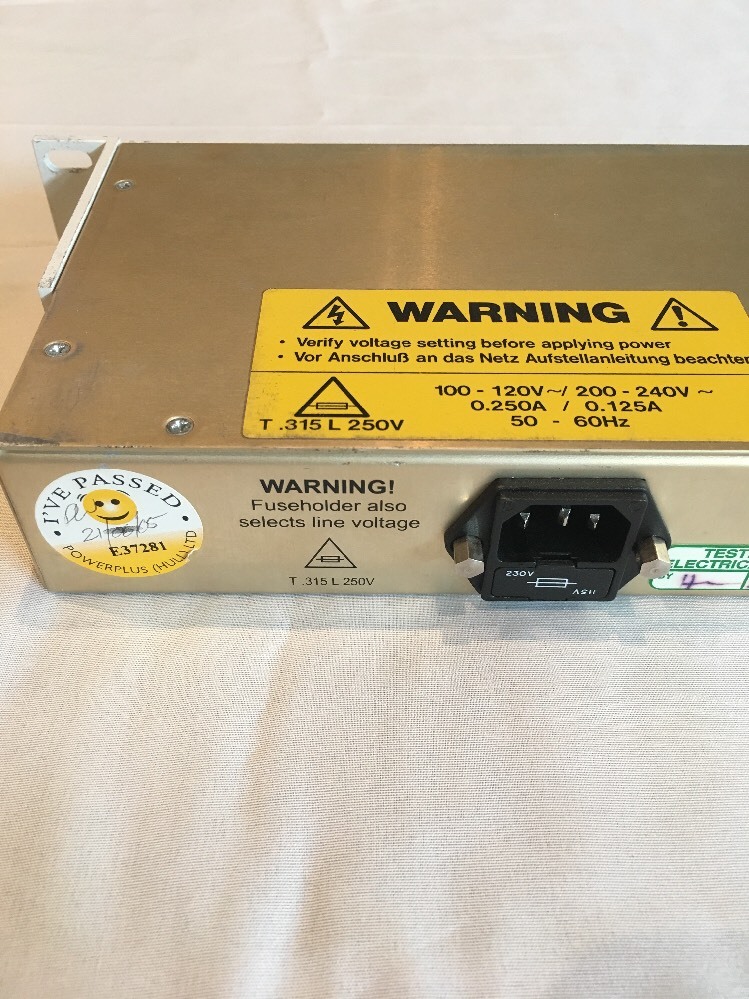 WARNING
• Verify voltage setting before applying power
• Vor Anschluß an das Netz Aufstellanleitung beachten
T .315 L 250V
100 - 120V~/ 200 - 240V ~
0.250A / 0.125A
50 - 60Hz
• I'VE PASSED •
E37281
POWERPLUS (HULL) LTD
WARNING!
Fuseholder also
selects line voltage
T .315 L 250V
230V
115V
TEST
ELECTRIC
BY